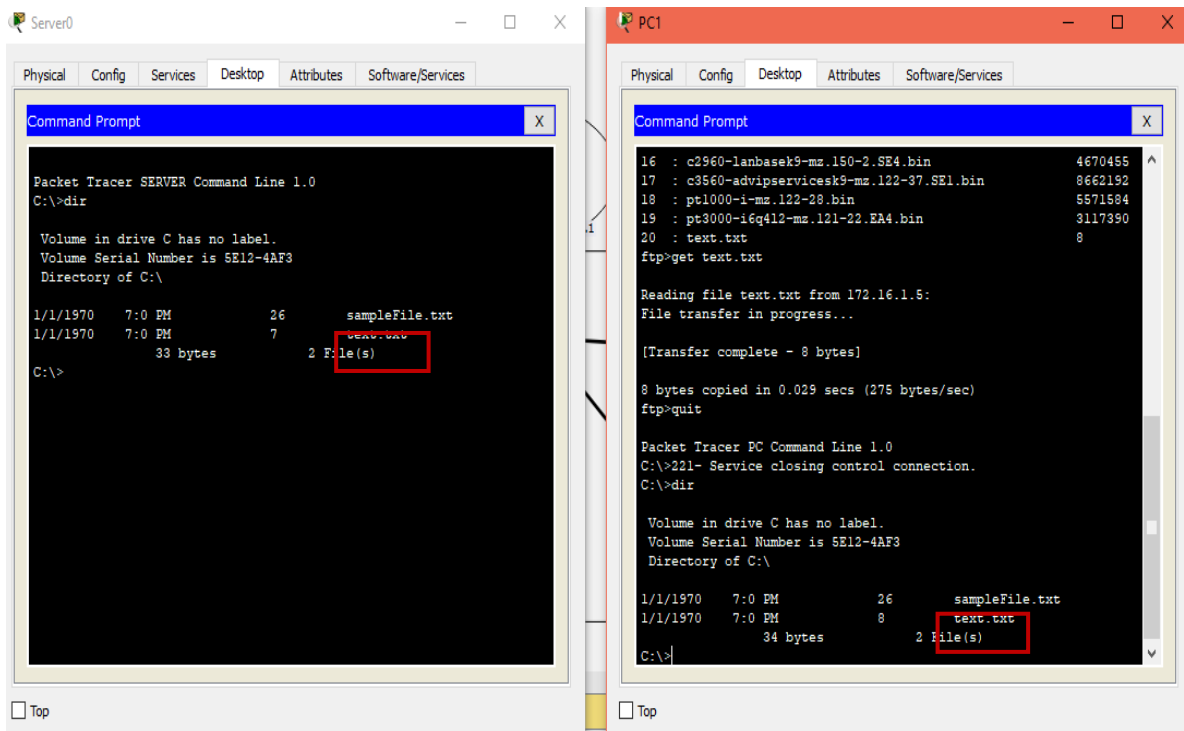 Server0
Physical Config Services Desktop Attributes Software/Services
Command Prompt X
Packet Tracer SERVER Command Line 1.0
C:\>dir
Volume in drive C has no label.
Volume Serial Number is 5E12-4AF3
Directory of C:\
1/1/1970 7:0 PM 26 sampleFile.txt
1/1/1970 7:0 PM 7 text.txt
33 bytes 2 File(s)
C:\>
Top
.1
PC1
Physical Config Desktop Attributes Software/Services
Command Prompt X
16 : c2960-lanbasek9-mz.150-2.SE4.bin 4670455
17 : c3560-advipservicesk9-mz.122-37.SE1.bin 8662192
18 : pt1000-i-mz.122-28.bin 5571584
19 : pt3000-i6q4l2-mz.121-22.EA4.bin 3117390
20 : text.txt 8
ftp>get text.txt
Reading file text.txt from 172.16.1.5:
File transfer in progress...
[Transfer complete - 8 bytes]
8 bytes copied in 0.029 secs (275 bytes/sec)
ftp>quit
Packet Tracer PC Command Line 1.0
C:\>221- Service closing control connection.
C:\>dir
Volume in drive C has no label.
Volume Serial Number is 5E12-4AF3
Directory of C:\
1/1/1970 7:0 PM 26 sampleFile.txt
1/1/1970 7:0 PM 8 text.txt
34 bytes 2 File(s)
C:\>
Top